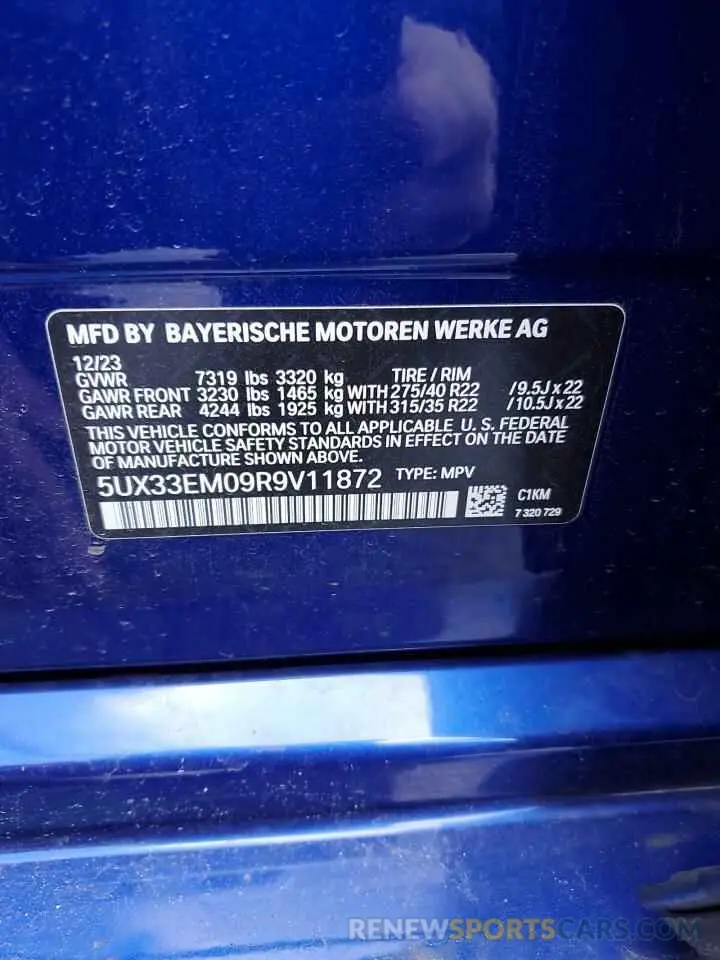 MFD BY BAYERISCHE MOTOREN WERKE AG
12/23
GVWR 7319 lbs 3320 kg TIRE / RIM
GAWR FRONT 3230 lbs 1465 kg WITH 275/40 R22 /9.5J x 22
GAWR REAR 4244 lbs 1925 kg WITH 315/35 R22 /10.5J x 22
THIS VEHICLE CONFORMS TO ALL APPLICABLE U. S. FEDERAL
MOTOR VEHICLE SAFETY STANDARDS IN EFFECT ON THE DATE
OF MANUFACTURE SHOWN ABOVE.
5UX33EM09R9V11872 TYPE: MPV
C1KM
7 320 729
RENEWSPORTSCARS.COM